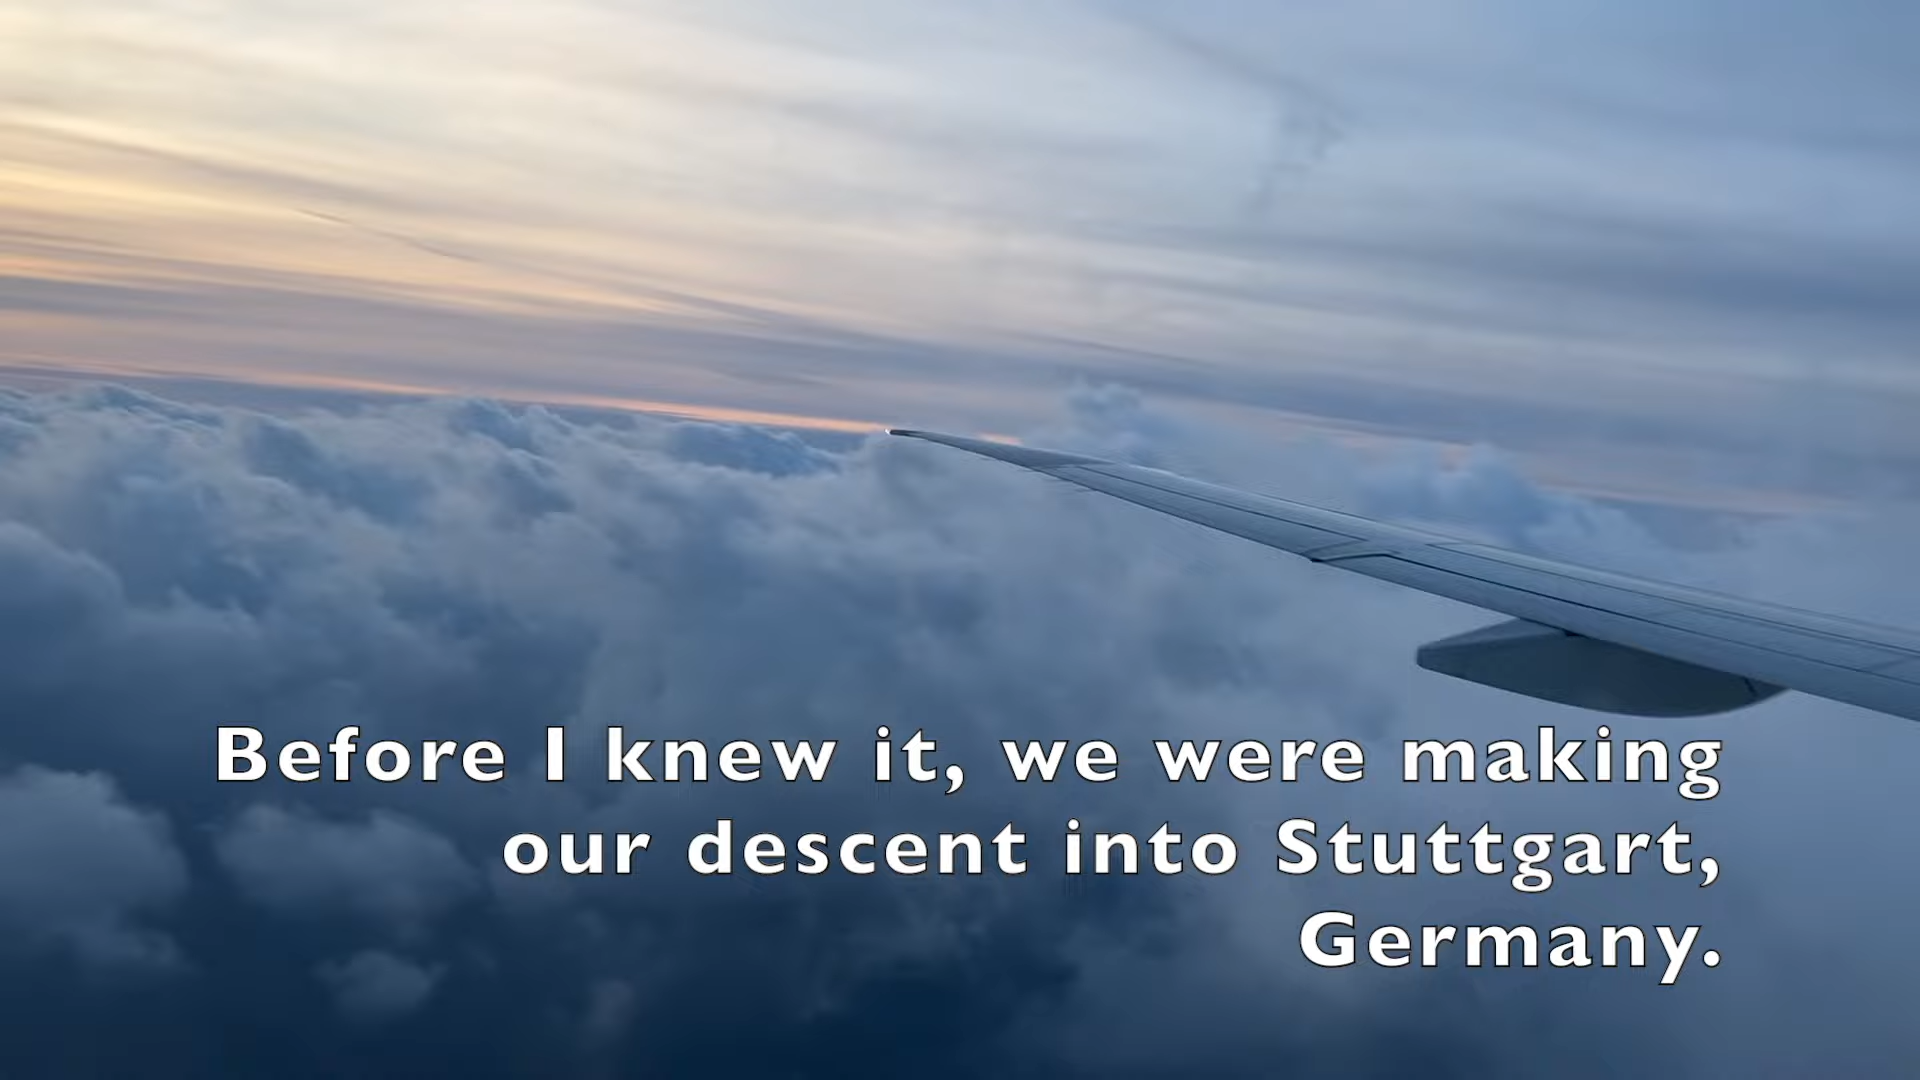 Before I knew it, we were making
our descent into Stuttgart,
Germany.